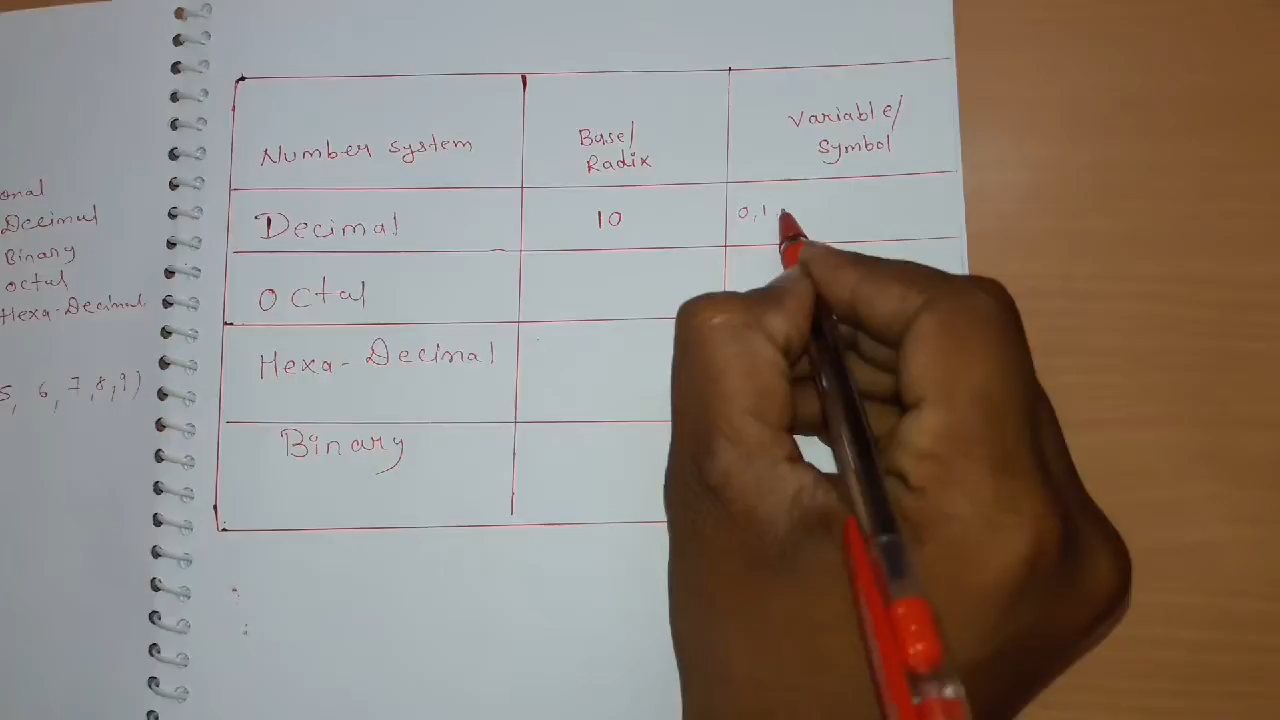 onal
Decimal
Binary
octal
Hexa-Decimal
5, 6, 7, 8, 9)
Number system
Base/
Radix
Variable/
Symbol
Decimal
10
0, 1
Octal
Hexa-Decimal
Binary